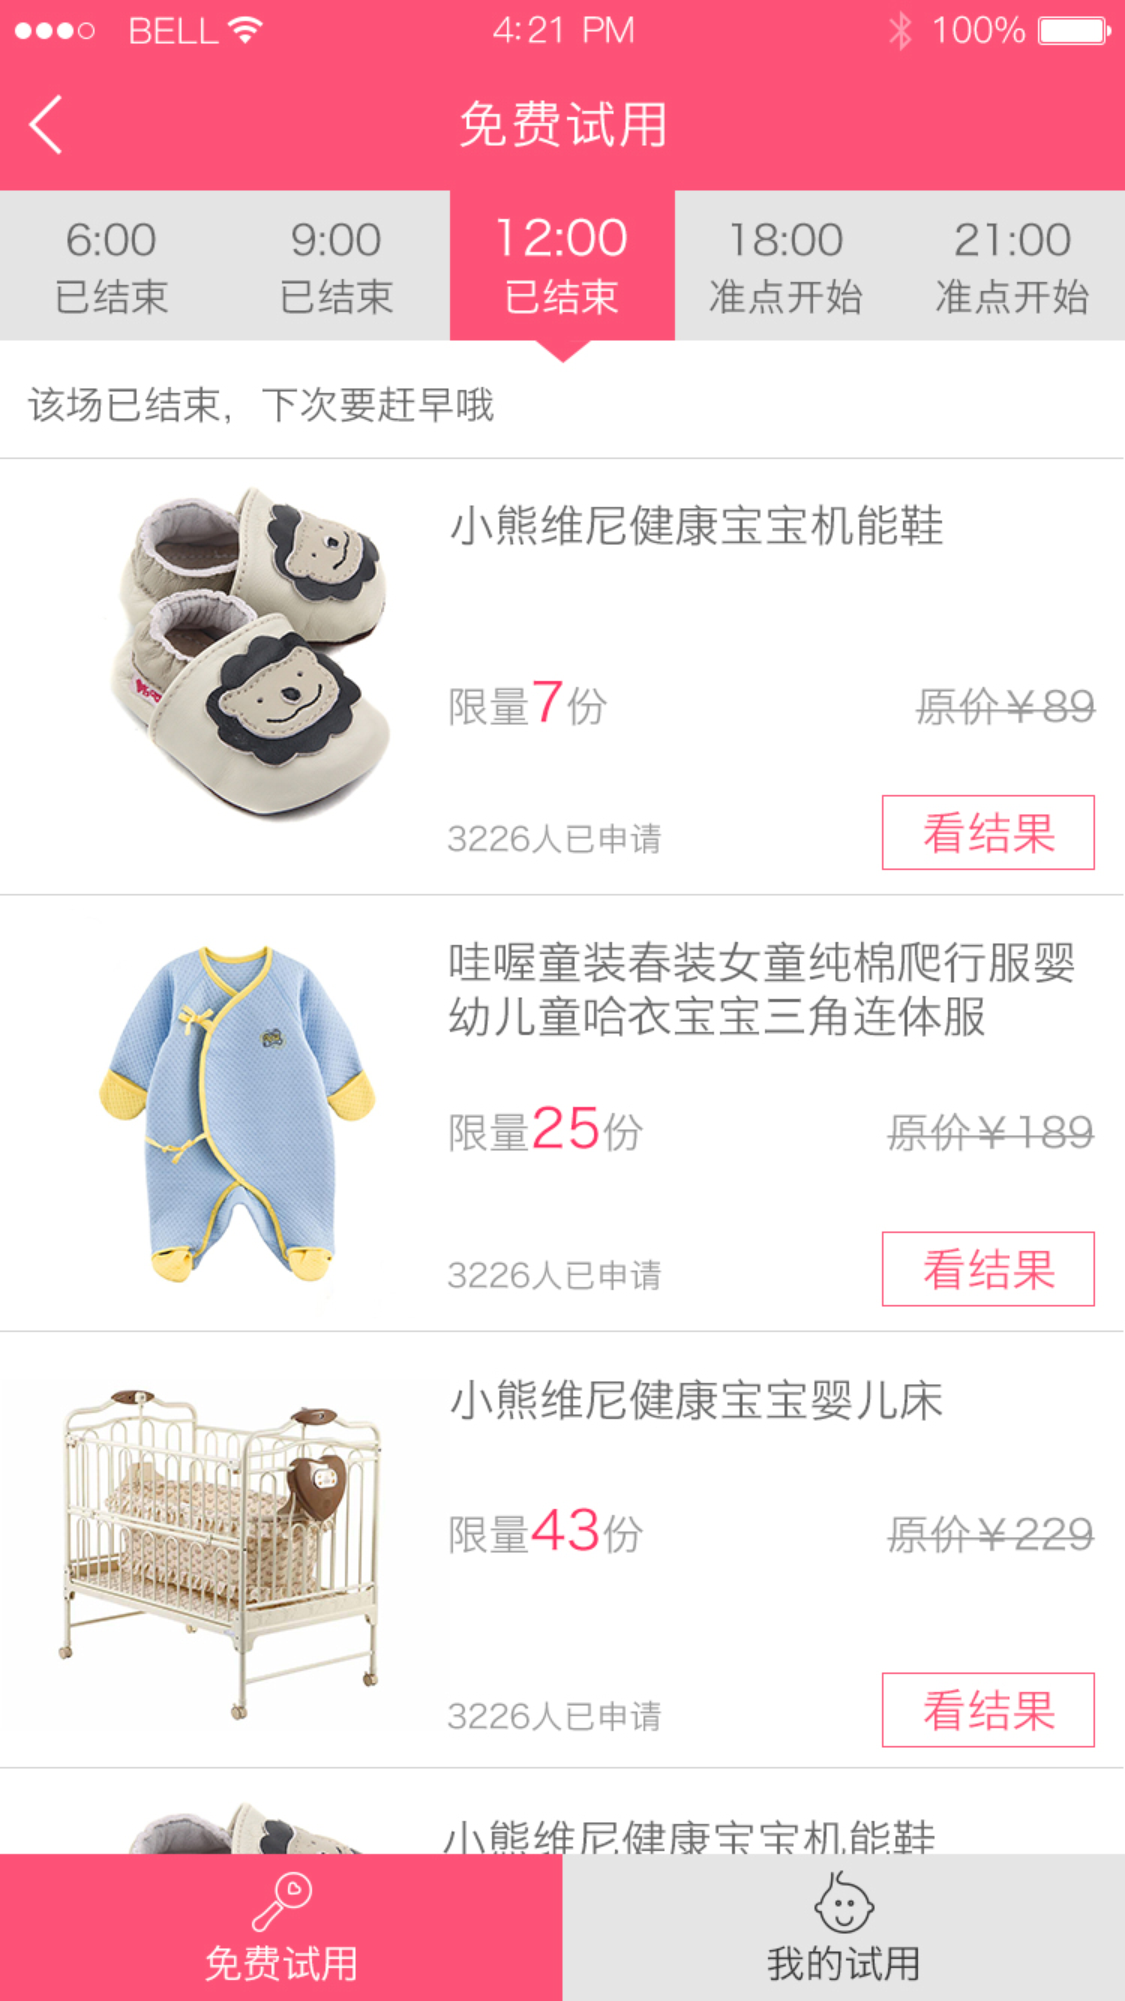 BELL 4:21 PM 100%
免费试用
6:00 9:00 12:00 18:00 21:00
已结束 已结束 已结束 准点开始 准点开始
该场已结束，下次要赶早哦
小熊维尼健康宝宝机能鞋
限量7份 原价￥89
3226人已申请 看结果
哇喔童装春装女童纯棉爬行服婴
幼儿童哈衣宝宝三角连体服
限量25份 原价￥189
3226人已申请 看结果
小熊维尼健康宝宝婴儿床
限量43份 原价￥229
3226人已申请 看结果
小熊维尼健康宝宝机能鞋
免费试用 我的试用